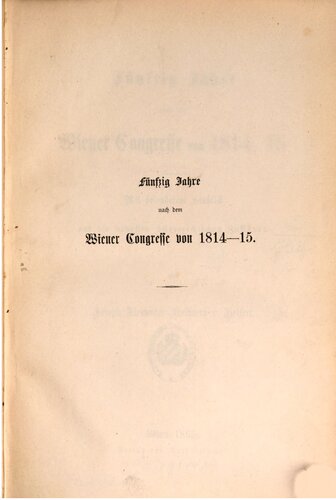 Fünfzig Jahre
nach dem
Wiener Congresse von 1814—15.